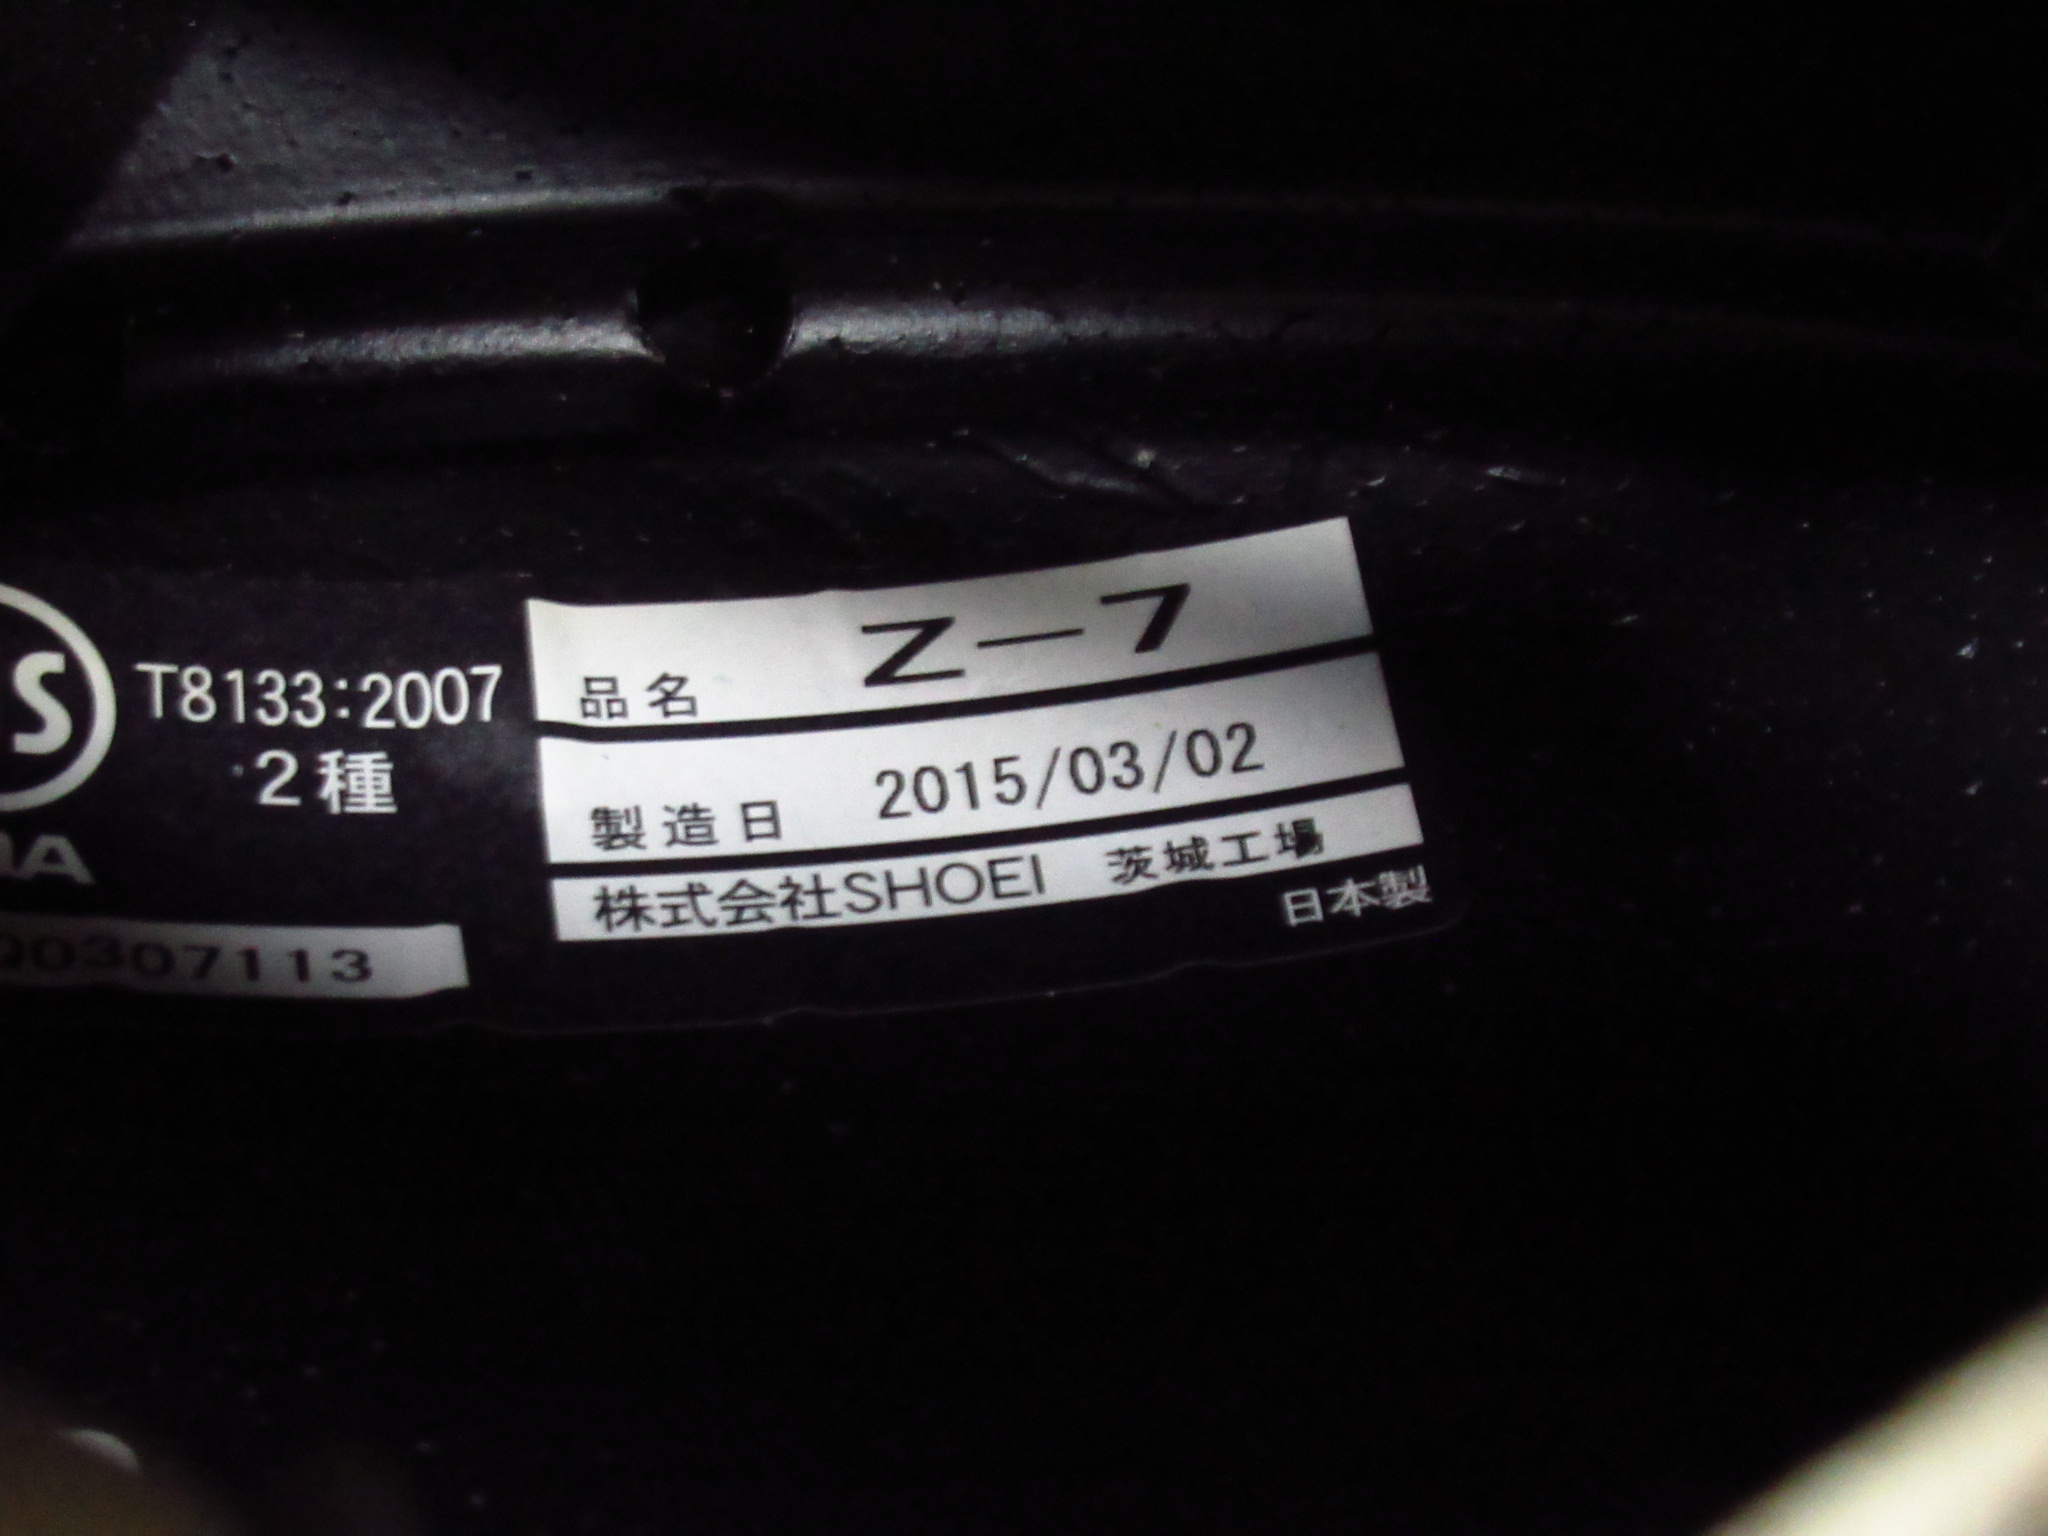 S
T8133:2007
2種
品名 Z-7
製造日 2015/03/02
株式会社SHOEI 茨城工場
日本製
0307113